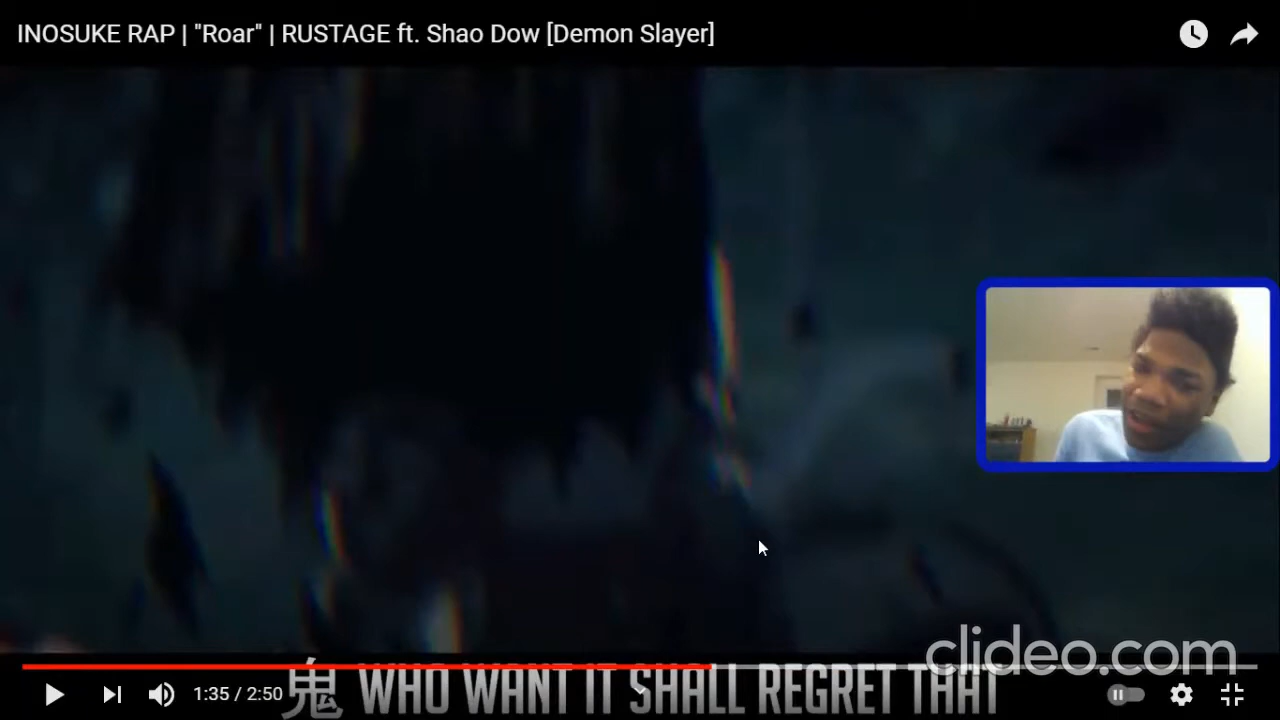 INOSUKE RAP | "Roar" | RUSTAGE ft. Shao Dow [Demon Slayer]
clideo.com
鬼 WHO WANT IT SHALL REGRET THAT
1:35 / 2:50